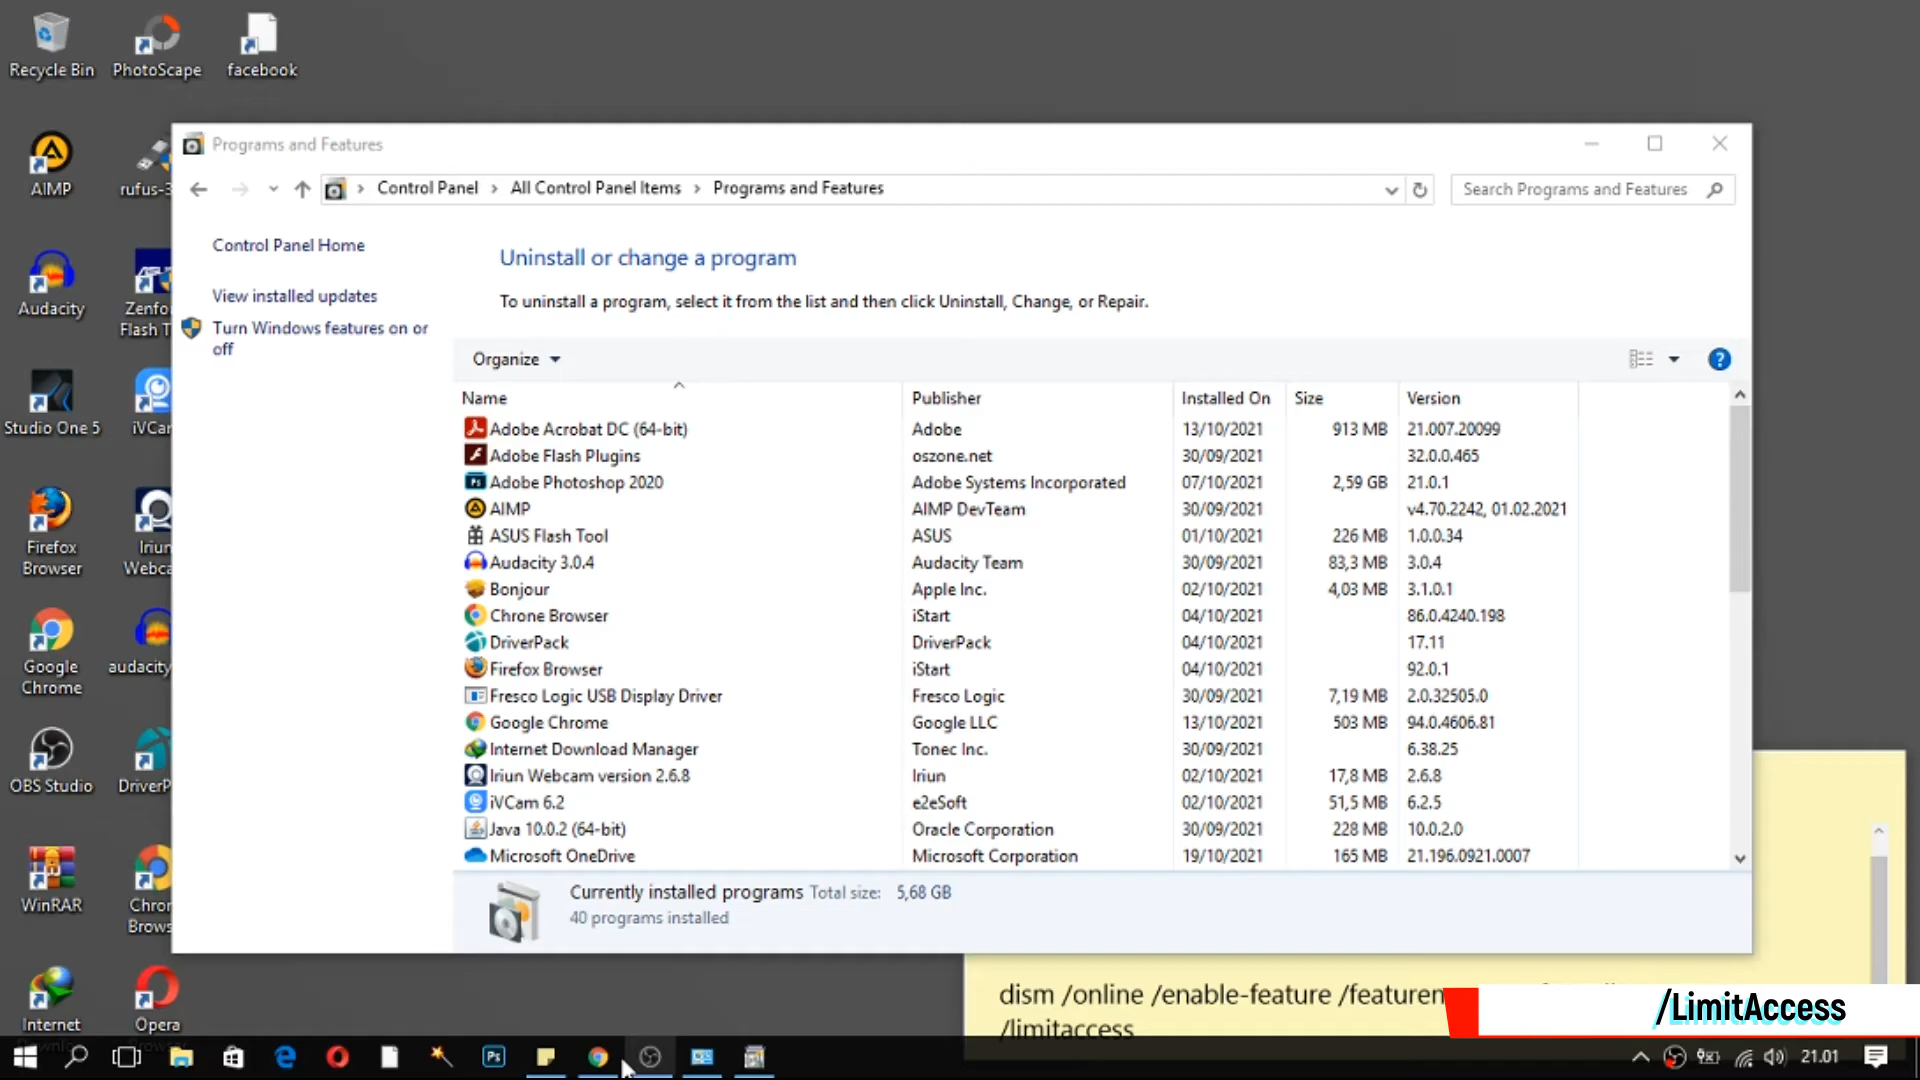 Recycle Bin
PhotoScape
facebook
AIMP
rufus-3
Audacity
Zenfo
Flash T
Studio One 5
iVCar
Firefox
Browser
Iriun
Webca
Google
Chrome
audacity
OBS Studio
DriverP
WinRAR
Chro
Brows
Internet
Opera
Programs and Features
Control Panel > All Control Panel Items > Programs and Features
Search Programs and Features
Control Panel Home
View installed updates
Turn Windows features on or
off
Uninstall or change a program
To uninstall a program, select it from the list and then click Uninstall, Change, or Repair.
Organize
Name Publisher Installed On Size Version
Adobe Acrobat DC (64-bit) Adobe 13/10/2021 913 MB 21.007.20099
Adobe Flash Plugins oszone.net 30/09/2021 32.0.0.465
Adobe Photoshop 2020 Adobe Systems Incorporated 07/10/2021 2,59 GB 21.0.1
AIMP AIMP DevTeam 30/09/2021 v4.70.2242, 01.02.2021
ASUS Flash Tool ASUS 01/10/2021 226 MB 1.0.0.34
Audacity 3.0.4 Audacity Team 30/09/2021 83,3 MB 3.0.4
Bonjour Apple Inc. 02/10/2021 4,03 MB 3.1.0.1
Chrone Browser iStart 04/10/2021 86.0.4240.198
DriverPack DriverPack 04/10/2021 17.11
Firefox Browser iStart 04/10/2021 92.0.1
Fresco Logic USB Display Driver Fresco Logic 30/09/2021 7,19 MB 2.0.32505.0
Google Chrome Google LLC 13/10/2021 503 MB 94.0.4606.81
Internet Download Manager Tonec Inc. 30/09/2021 6.38.25
Iriun Webcam version 2.6.8 Iriun 02/10/2021 17,8 MB 2.6.8
iVCam 6.2 e2eSoft 02/10/2021 51,5 MB 6.2.5
Java 10.0.2 (64-bit) Oracle Corporation 30/09/2021 228 MB 10.0.2.0
Microsoft OneDrive Microsoft Corporation 19/10/2021 165 MB 21.196.0921.0007
Currently installed programs Total size: 5,68 GB
40 programs installed
dism /online /enable-feature /featuren
/limitaccess
/LimitAccess
Ps
21.01